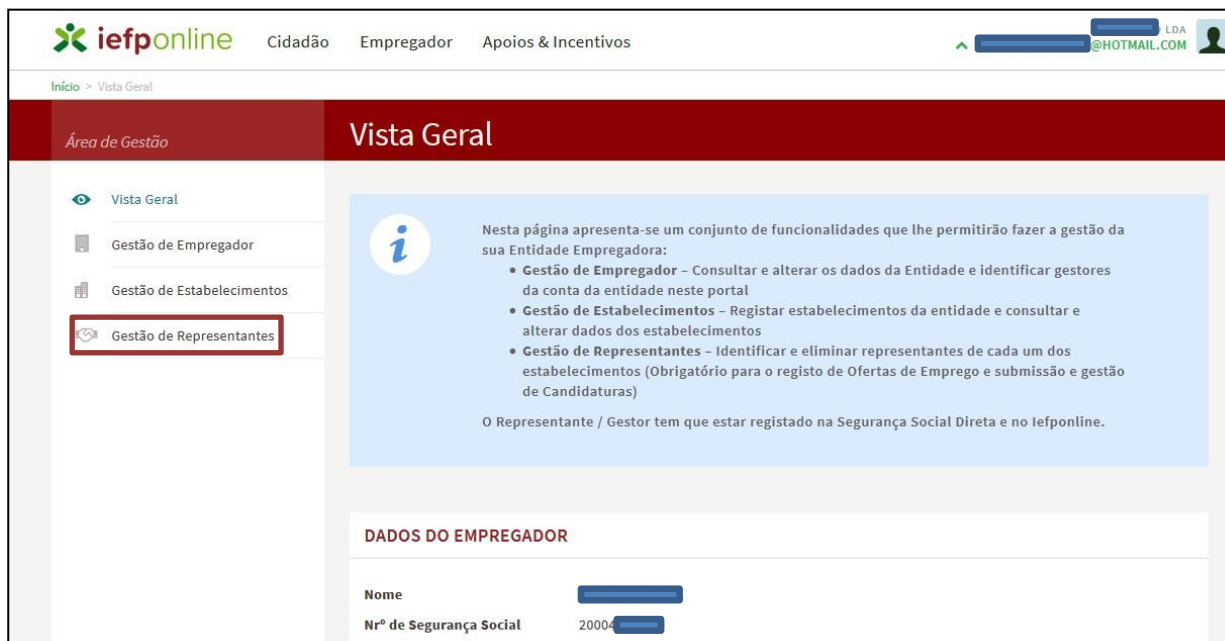 iefponline Cidadão Empregador Apoios & Incentivos
LDA
@HOTMAIL.COM
Início > Vista Geral
Área de Gestão
Vista Geral
Vista Geral
Gestão de Empregador
Gestão de Estabelecimentos
Gestão de Representantes
i
Nesta página apresenta-se um conjunto de funcionalidades que lhe permitirão fazer a gestão da
sua Entidade Empregadora:
• Gestão de Empregador – Consultar e alterar os dados da Entidade e identificar gestores
da conta da entidade neste portal
• Gestão de Estabelecimentos – Registar estabelecimentos da entidade e consultar e
alterar dados dos estabelecimentos
• Gestão de Representantes – Identificar e eliminar representantes de cada um dos
estabelecimentos (Obrigatório para o registo de Ofertas de Emprego e submissão e gestão
de Candidaturas)
O Representante / Gestor tem que estar registado na Segurança Social Direta e no Iefponline.
DADOS DO EMPREGADOR
Nome
Nrº de Segurança Social 20004